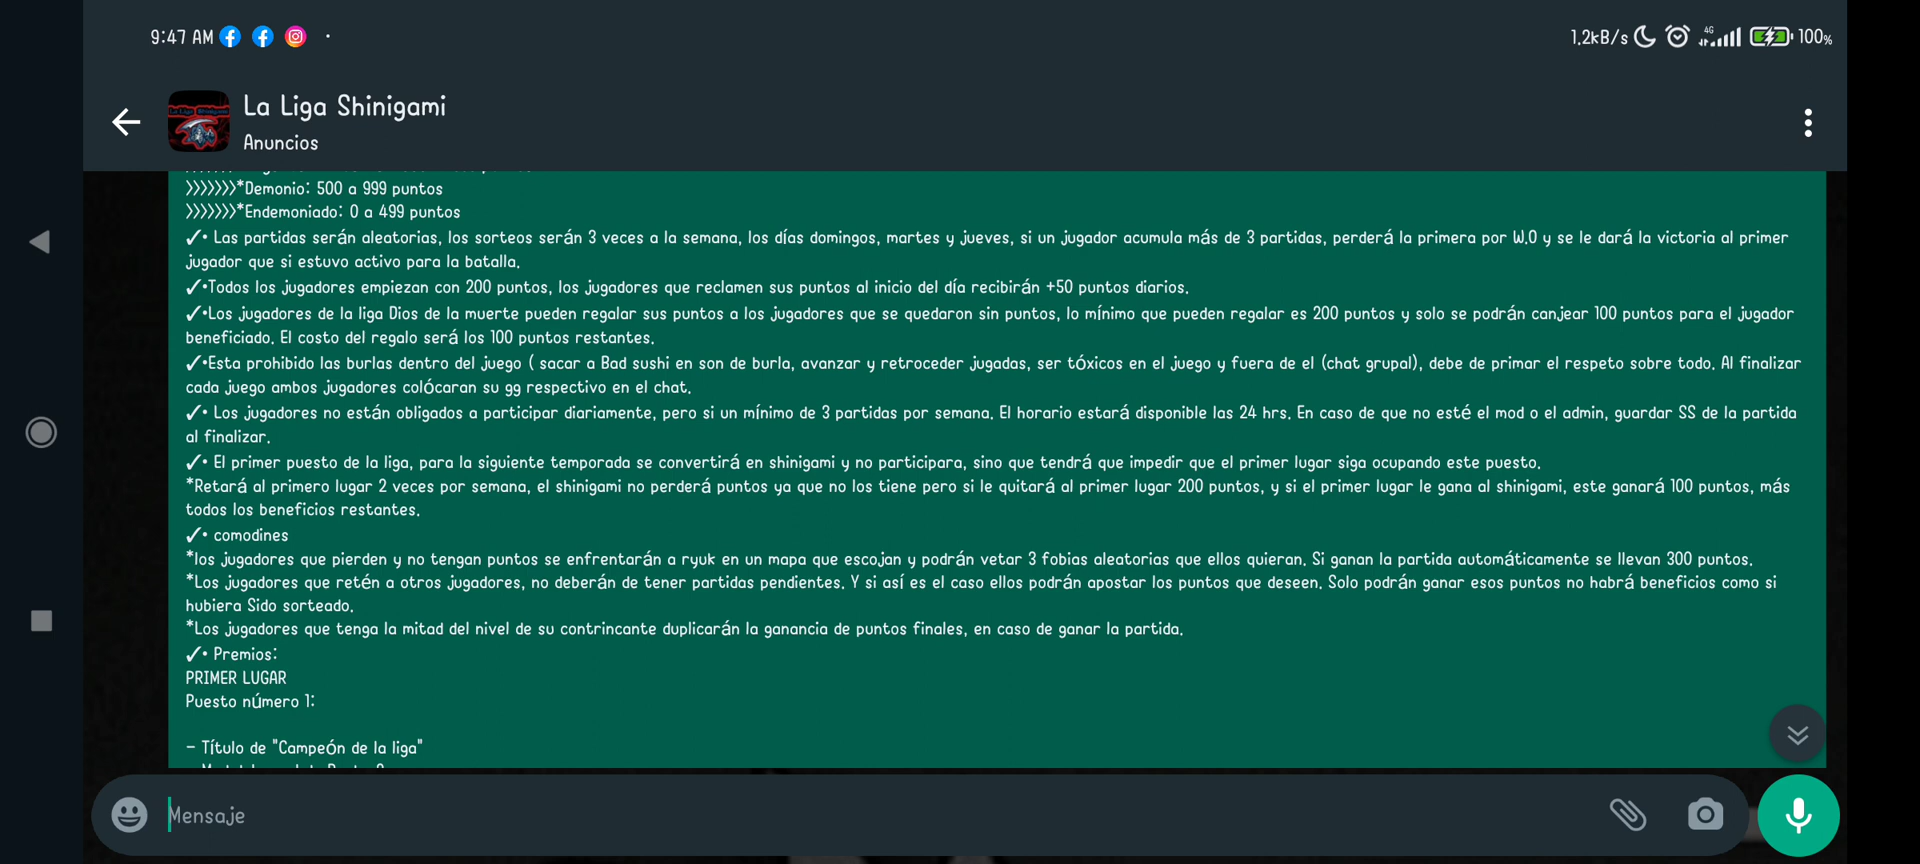 9:47 AM
1.2kB/s 4G 100%
La Liga Shinigami
Anuncios
>>>>>>>*Demonio: 500 a 999 puntos
>>>>>>>*Endemoniado: 0 a 499 puntos
✓• Las partidas serán aleatorias, los sorteos serán 3 veces a la semana, los días domingos, martes y jueves, si un jugador acumula más de 3 partidas, perderá la primera por W.O y se le dará la victoria al primer
jugador que si estuvo activo para la batalla.
✓•Todos los jugadores empiezan con 200 puntos, los jugadores que reclamen sus puntos al inicio del día recibirán +50 puntos diarios.
✓•Los jugadores de la liga Dios de la muerte pueden regalar sus puntos a los jugadores que se quedaron sin puntos, lo mínimo que pueden regalar es 200 puntos y solo se podrán canjear 100 puntos para el jugador
beneficiado. El costo del regalo será los 100 puntos restantes.
✓•Esta prohibido las burlas dentro del juego ( sacar a Bad sushi en son de burla, avanzar y retroceder jugadas, ser tóxicos en el juego y fuera de el (chat grupal), debe de primar el respeto sobre todo. Al finalizar
cada juego ambos jugadores colócaran su gg respectivo en el chat.
✓• Los jugadores no están obligados a participar diariamente, pero si un mínimo de 3 partidas por semana. El horario estará disponible las 24 hrs. En caso de que no esté el mod o el admin, guardar SS de la partida
al finalizar.
✓• El primer puesto de la liga, para la siguiente temporada se convertirá en shinigami y no participara, sino que tendrá que impedir que el primer lugar siga ocupando este puesto.
*Retará al primero lugar 2 veces por semana, el shinigami no perderá puntos ya que no los tiene pero si le quitará al primer lugar 200 puntos, y si el primer lugar le gana al shinigami, este ganará 100 puntos, más
todos los beneficios restantes.
✓• comodines
*los jugadores que pierden y no tengan puntos se enfrentarán a ryuk en un mapa que escojan y podrán vetar 3 fobias aleatorias que ellos quieran. Si ganan la partida automáticamente se llevan 300 puntos.
*Los jugadores que retén a otros jugadores, no deberán de tener partidas pendientes. Y si así es el caso ellos podrán apostar los puntos que deseen. Solo podrán ganar esos puntos no habrá beneficios como si
hubiera Sido sorteado.
*Los jugadores que tenga la mitad del nivel de su contrincante duplicarán la ganancia de puntos finales, en caso de ganar la partida.
✓• Premios:
PRIMER LUGAR
Puesto número 1:
- Título de "Campeón de la liga"
Mensaje